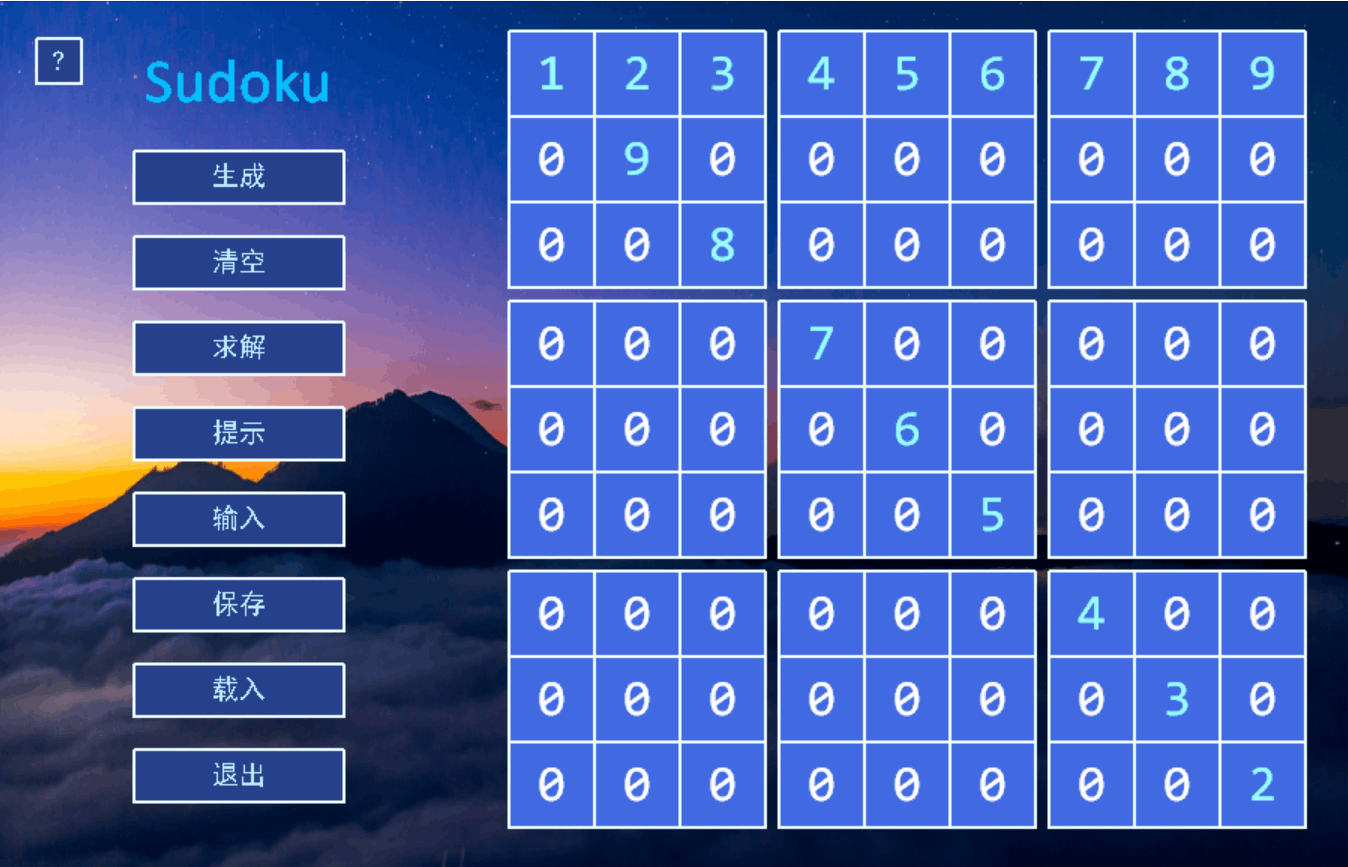 ?
Sudoku
生成
清空
求解
提示
输入
保存
载入
退出
1 2 3 4 5 6 7 8 9
0 9 0 0 0 0 0 0 0
0 0 8 0 0 0 0 0 0
0 0 0 7 0 0 0 0 0
0 0 0 0 6 0 0 0 0
0 0 0 0 0 5 0 0 0
0 0 0 0 0 0 4 0 0
0 0 0 0 0 0 0 3 0
0 0 0 0 0 0 0 0 2